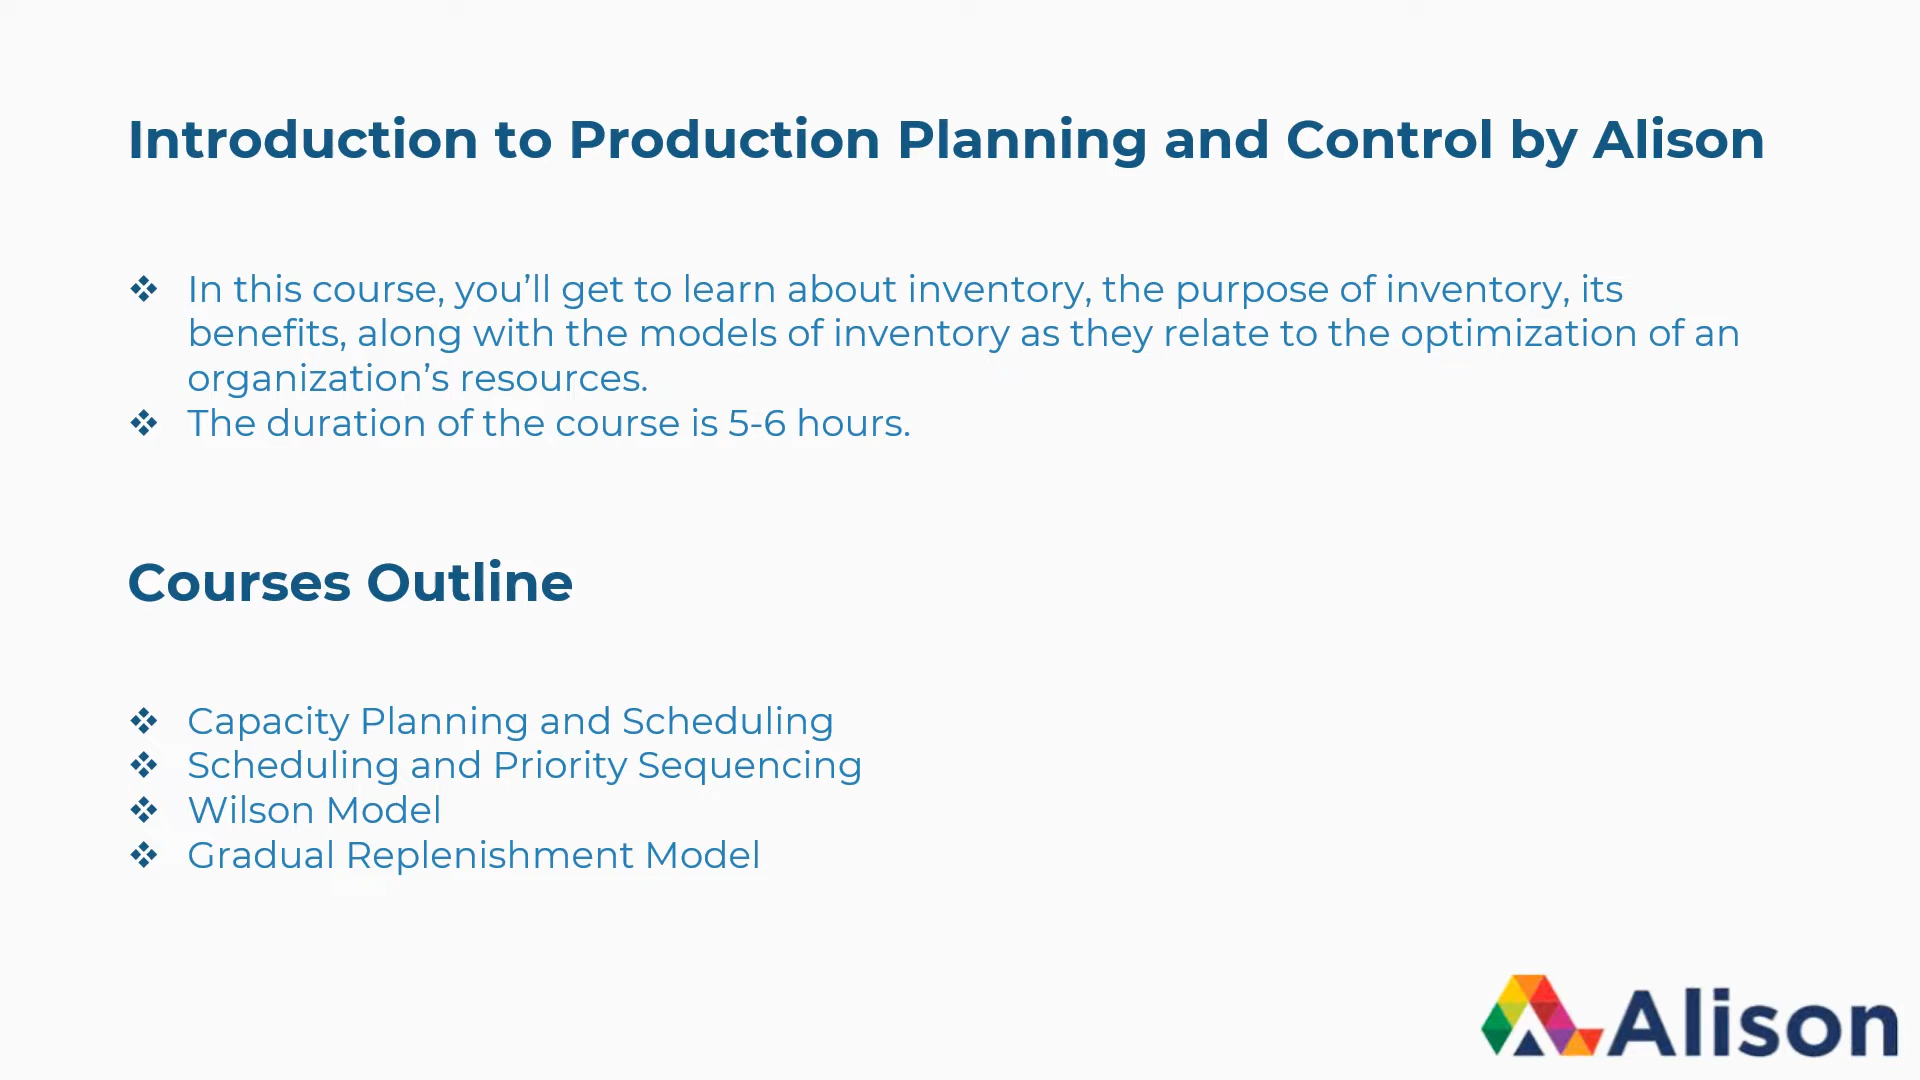 Introduction to Production Planning and Control by Alison
❖ In this course, you’ll get to learn about inventory, the purpose of inventory, its
benefits, along with the models of inventory as they relate to the optimization of an
organization’s resources.
❖ The duration of the course is 5-6 hours.
Courses Outline
❖ Capacity Planning and Scheduling
❖ Scheduling and Priority Sequencing
❖ Wilson Model
❖ Gradual Replenishment Model
Alison